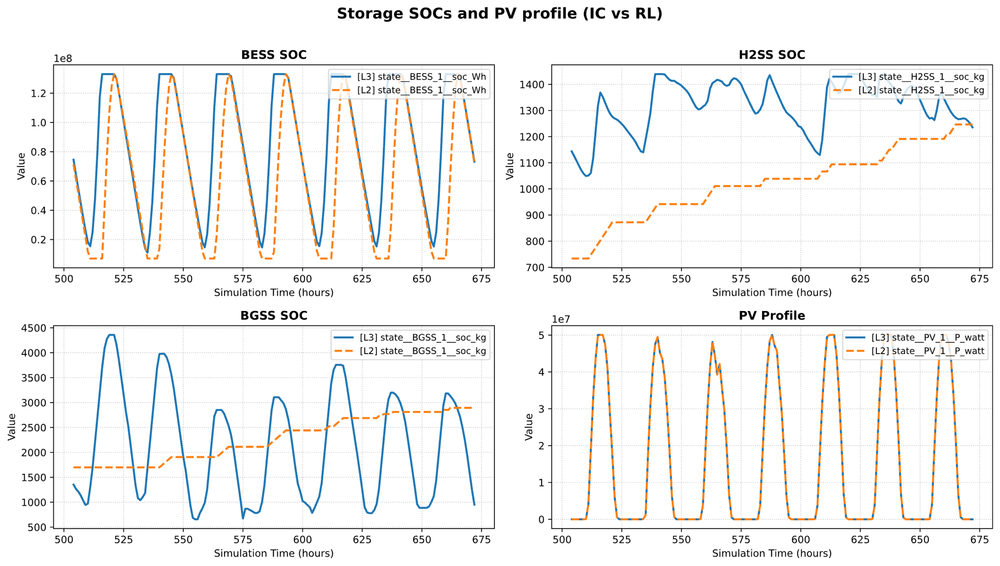 Storage SOCs and PV profile (IC vs RL)
BESS SOC
1e8
[L3] state__BESS_1__soc_Wh
[L2] state__BESS_1__soc_Wh
1.2
1.0
0.8
0.6
0.4
0.2
Value
500 525 550 575 600 625 650 675
Simulation Time (hours)
H2SS SOC
[L3] state__H2SS_1__soc_kg
[L2] state__H2SS_1__soc_kg
1400
1300
1200
1100
1000
900
800
700
Value
500 525 550 575 600 625 650 675
Simulation Time (hours)
BGSS SOC
[L3] state__BGSS_1__soc_kg
[L2] state__BGSS_1__soc_kg
4500
4000
3500
3000
2500
2000
1500
1000
500
Value
500 525 550 575 600 625 650 675
Simulation Time (hours)
PV Profile
1e7
[L3] state__PV_1__P_watt
[L2] state__PV_1__P_watt
5
4
3
2
1
0
Value
500 525 550 575 600 625 650 675
Simulation Time (hours)